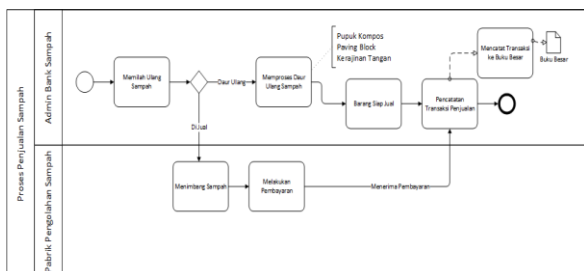 Proses Penjualan Sampah
Admin Bank Sampah
Pabrik Pengolahan Sampah
Memilah Ulang
Sampah
Daur Ulang
Memproses Daur
Ulang Sampah
Pupuk Kompos
Paving Block
Kerajinan Tangan
Barang Siap Jual
Pencatatan
Transaksi Penjualan
Mencatat Transaksi
ke Buku Besar
Buku Besar
Di Jual
Menimbang Sampah
Melakukan
Pembayaran
Menerima Pembayaran